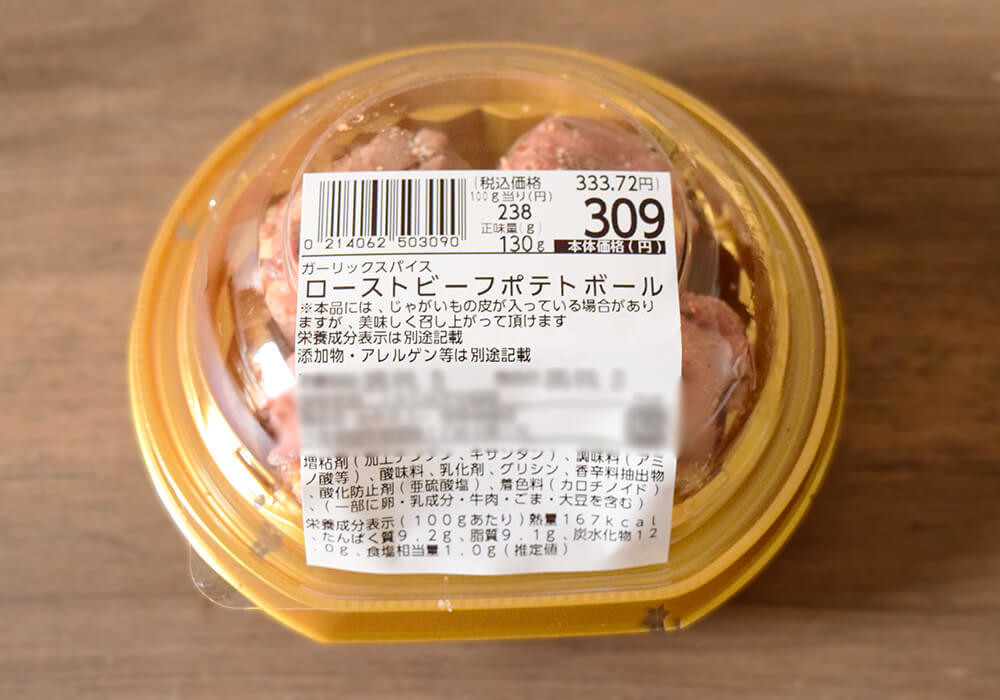 (税込価格 333.72円)
100g当り(円)
238
309
正味量(g)
130g 本体価格(円)
0 214062 503090
ガーリックスパイス
ローストビーフポテトボール
※本品には、じゃがいもの皮が入っている場合があり
ますが、美味しく召し上がって頂けます
栄養成分表示は別途記載
添加物・アレルゲン等は別途記載
増粘剤(加工デンプン、キサンタン)、調味料(アミ
ノ酸等)、酸味料、乳化剤、グリシン、香辛料抽出物
、酸化防止剤(亜硫酸塩)、着色料(カロチノイド)
、(一部に卵・乳成分・牛肉・ごま・大豆を含む)
栄養成分表示(100gあたり)熱量167kcal
、たんぱく質9.2g、脂質9.1g、炭水化物12
.0g、食塩相当量1.0g(推定値)